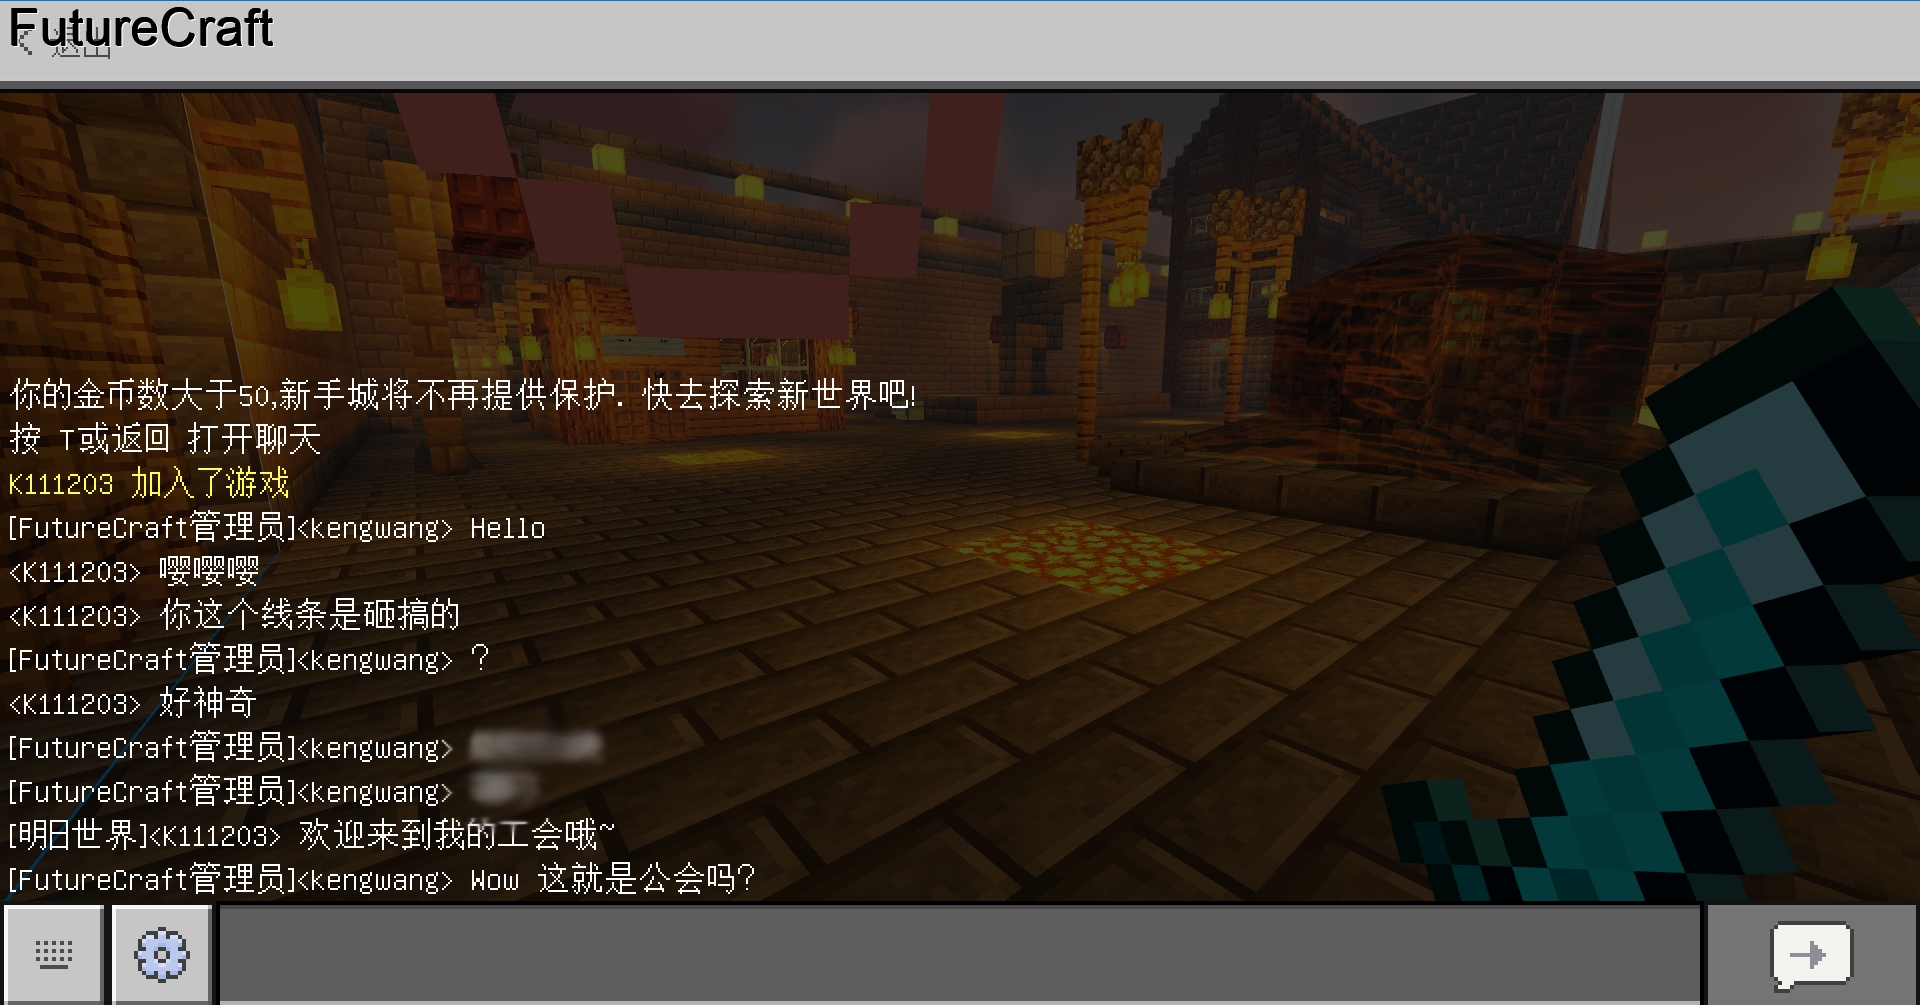 FutureCraft
退出
你的金币数大于50,新手城将不再提供保护. 快去探索新世界吧!
按 T或返回 打开聊天
K111203 加入了游戏
[FutureCraft管理员]<kengwang> Hello
<K111203> 嘤嘤嘤
<K111203> 你这个线条是砸搞的
[FutureCraft管理员]<kengwang> ?
<K111203> 好神奇
[FutureCraft管理员]<kengwang>
[FutureCraft管理员]<kengwang>
[明日世界]<K111203> 欢迎来到我的工会哦~
[FutureCraft管理员]<kengwang> Wow 这就是公会吗?